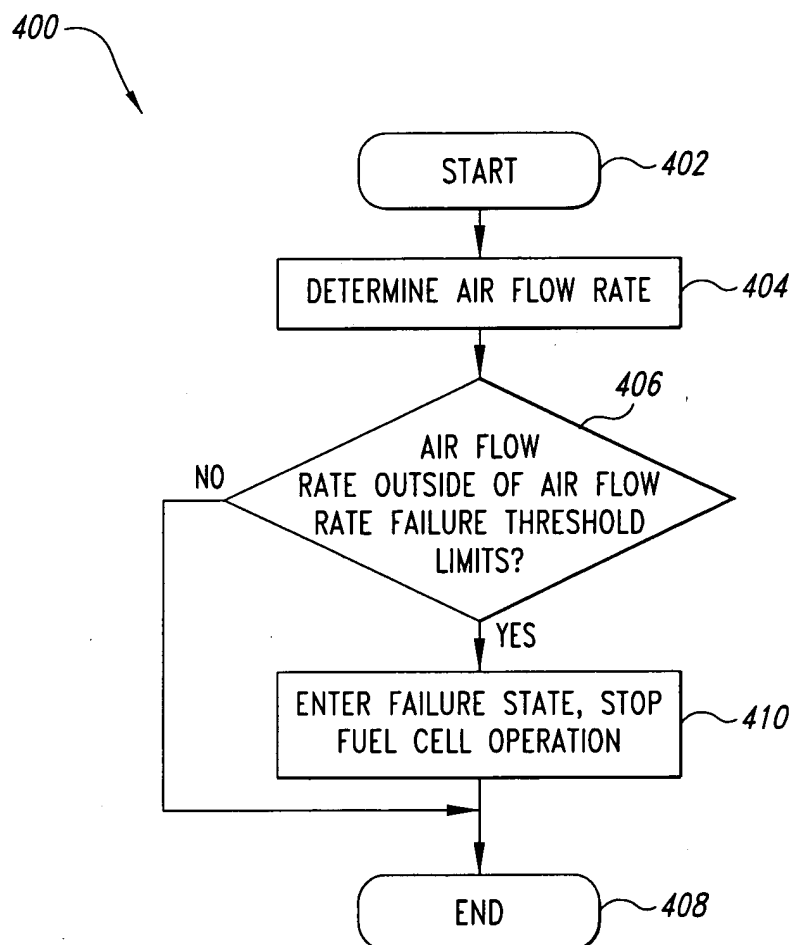 400
START
402
DETERMINE AIR FLOW RATE
404
406
AIR FLOW
RATE OUTSIDE OF AIR FLOW
RATE FAILURE THRESHOLD
LIMITS?
NO
YES
ENTER FAILURE STATE, STOP
FUEL CELL OPERATION
410
END
408